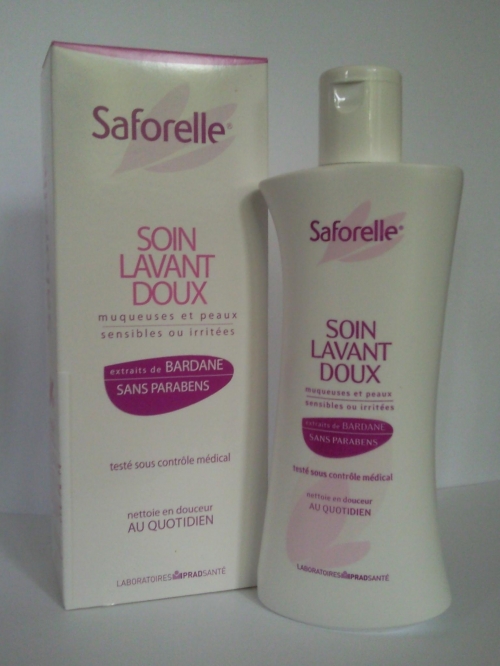 Saforelle®
SOIN
LAVANT
DOUX
muqueuses et peaux
sensibles ou irritées
extraits de BARDANE
SANS PARABENS
testé sous contrôle médical
nettoie en douceur
AU QUOTIDIEN
LABORATOIRES IPRADSANTÉ
Saforelle®
SOIN
LAVANT
DOUX
muqueuses et peaux
sensibles ou irritées
extraits de BARDANE
SANS PARABENS
testé sous contrôle médical
nettoie en douceur
AU QUOTIDIEN
LABORATOIRES IPRADSANTÉ